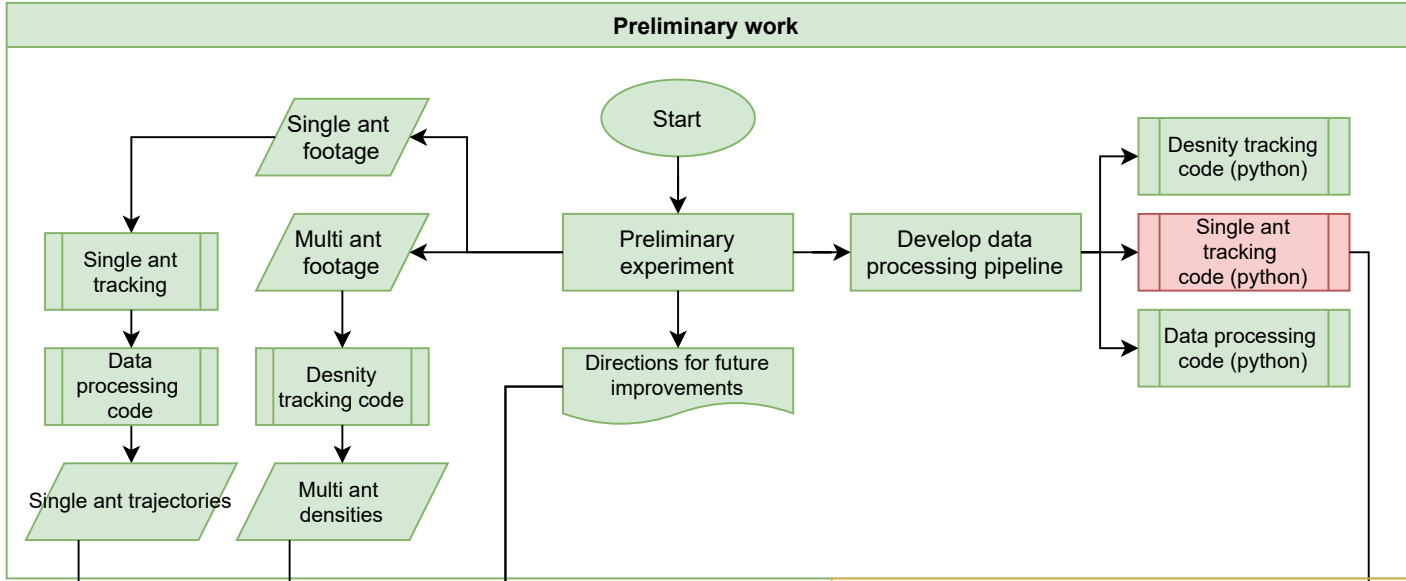 Preliminary work
Start
Single ant
footage
Desnity tracking
code (python)
Multi ant
footage
Preliminary
experiment
Develop data
processing pipeline
Single ant
tracking
code (python)
Single ant
tracking
Data processing
code (python)
Directions for future
improvements
Data
processing
code
Desnity
tracking code
Single ant trajectories
Multi ant
densities